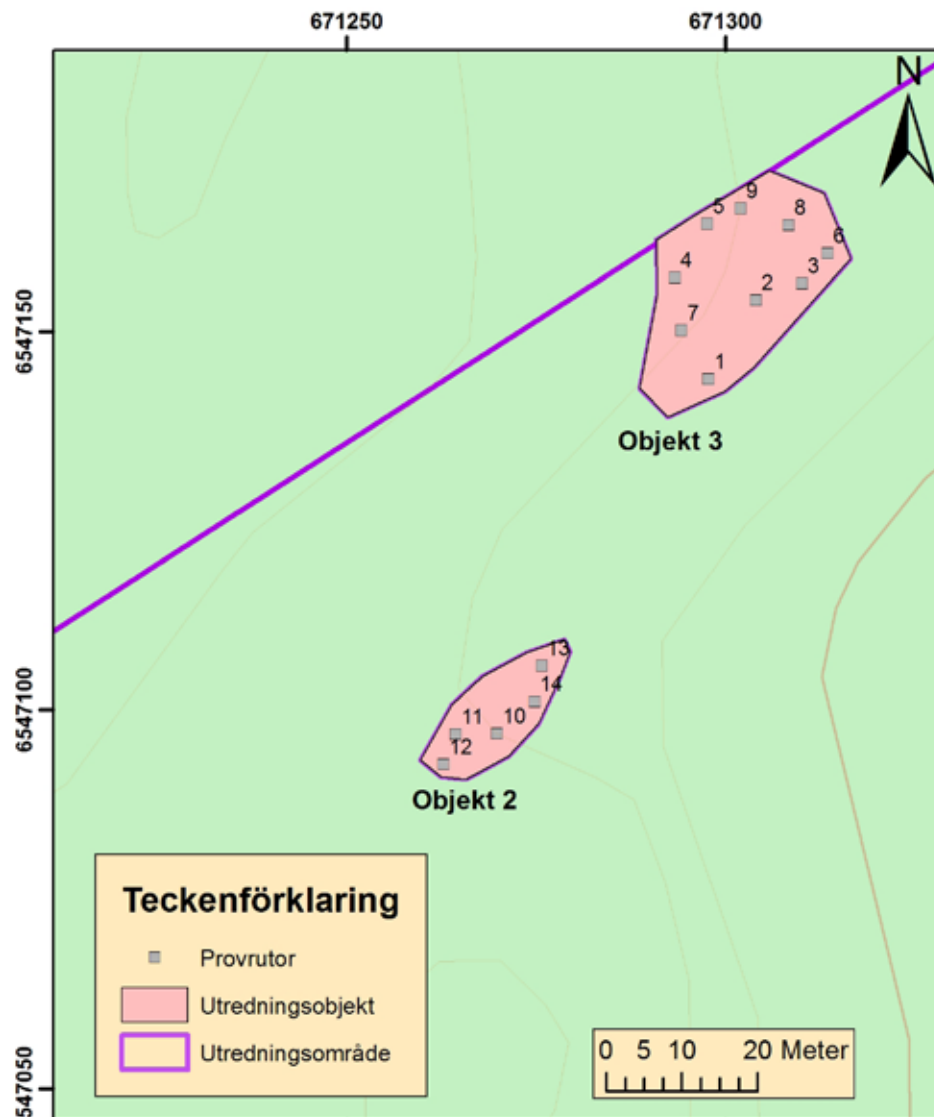 671250 671300
N
9
5
8
6
4
3
2
7
6547150
1
Objekt 3
13
14
6547100
11 10
12
Objekt 2
Teckenförklaring
Provrutor
Utredningsobjekt
Utredningsområde
0 5 10 20 Meter
6547050